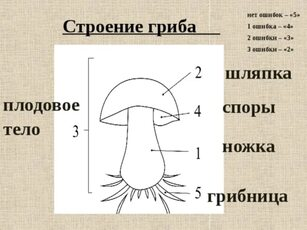 нет ошибок – «5»
1 ошибка – «4»
2 ошибки – «3»
3 ошибки – «2»
Строение гриба
2 шляпка
плодовое
тело
3
4 споры
1 ножка
5 грибница